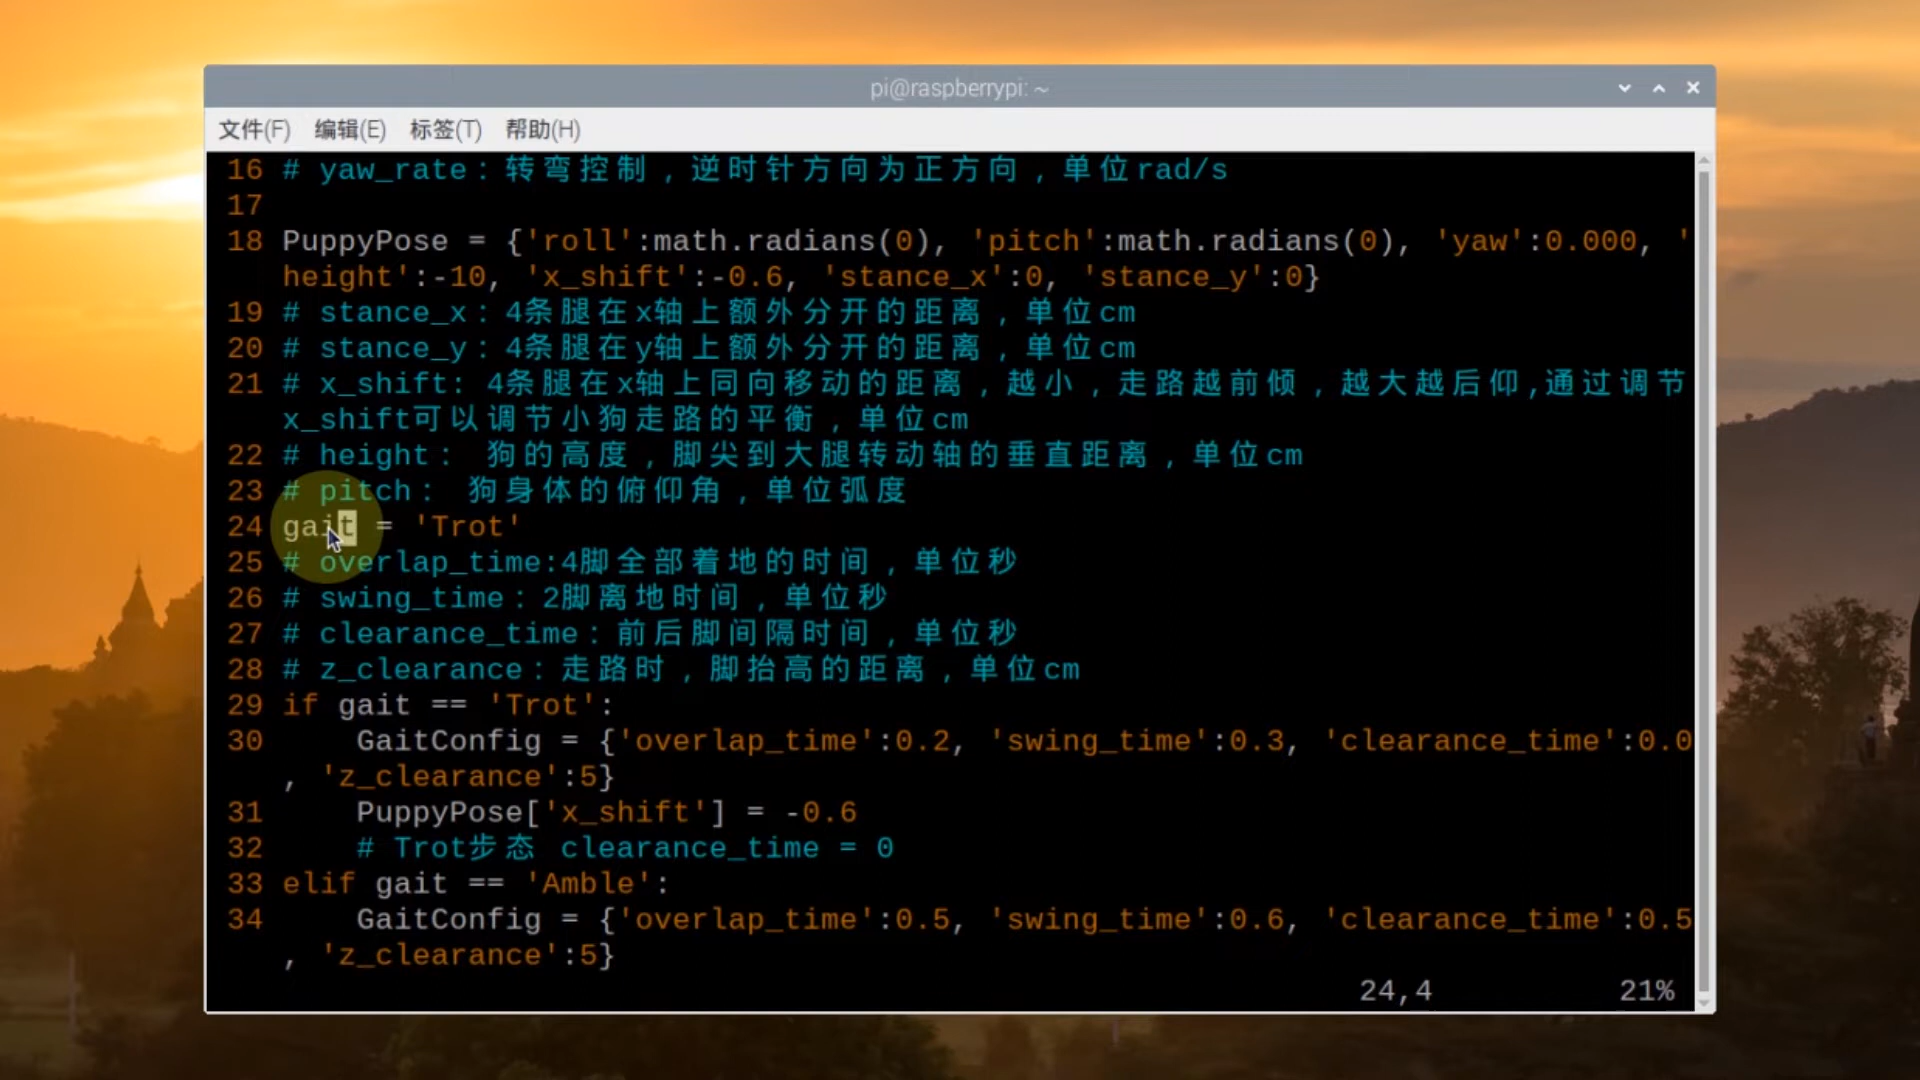 pi@raspberrypi: ~
文件(F) 编辑(E) 标签(T) 帮助(H)
16 # yaw_rate：转弯控制，逆时针方向为正方向，单位rad/s
17
18 PuppyPose = {'roll':math.radians(0), 'pitch':math.radians(0), 'yaw':0.000, '
height':-10, 'x_shift':-0.6, 'stance_x':0, 'stance_y':0}
19 # stance_x：4条腿在x轴上额外分开的距离，单位cm
20 # stance_y：4条腿在y轴上额外分开的距离，单位cm
21 # x_shift: 4条腿在x轴上同向移动的距离，越小，走路越前倾，越大越后仰,通过调节
x_shift可以调节小狗走路的平衡，单位cm
22 # height： 狗的高度，脚尖到大腿转动轴的垂直距离，单位cm
23 # pitch： 狗身体的俯仰角，单位弧度
24 gait = 'Trot'
25 # overlap_time:4脚全部着地的时间，单位秒
26 # swing_time：2脚离地时间，单位秒
27 # clearance_time：前后脚间隔时间，单位秒
28 # z_clearance：走路时，脚抬高的距离，单位cm
29 if gait == 'Trot':
30     GaitConfig = {'overlap_time':0.2, 'swing_time':0.3, 'clearance_time':0.0
, 'z_clearance':5}
31     PuppyPose['x_shift'] = -0.6
32     # Trot步态 clearance_time = 0
33 elif gait == 'Amble':
34     GaitConfig = {'overlap_time':0.5, 'swing_time':0.6, 'clearance_time':0.5
, 'z_clearance':5}
24,4 21%